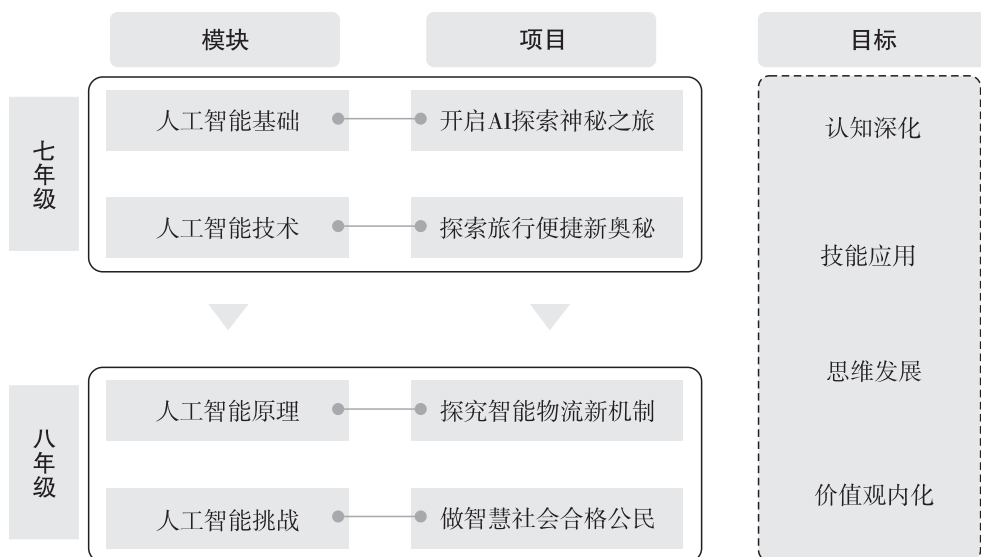 模块
项目
目标
七年级
人工智能基础
开启AI探索神秘之旅
认知深化
人工智能技术
探索旅行便捷新奥秘
技能应用
八年级
人工智能原理
探究智能物流新机制
思维发展
人工智能挑战
做智慧社会合格公民
价值观内化